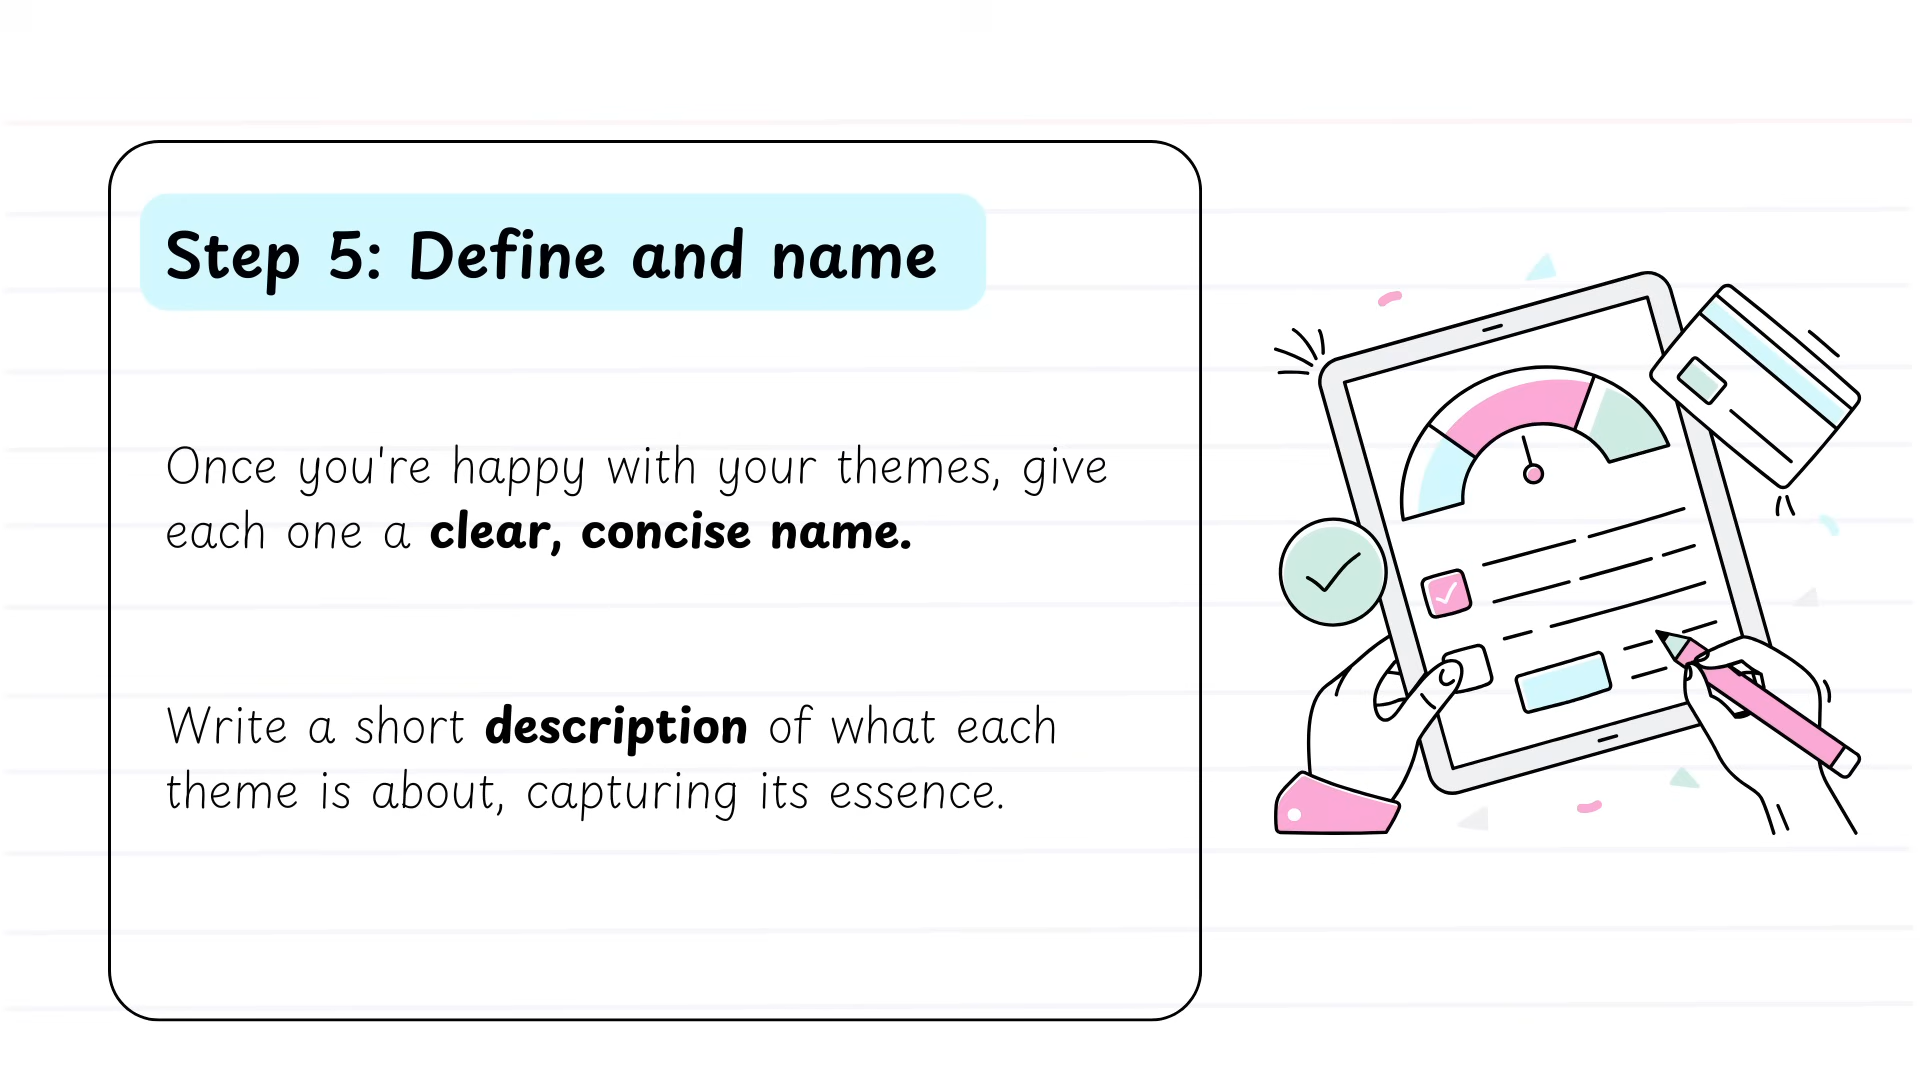 Step 5: Define and name
Once you're happy with your themes, give
each one a clear, concise name.
Write a short description of what each
theme is about, capturing its essence.